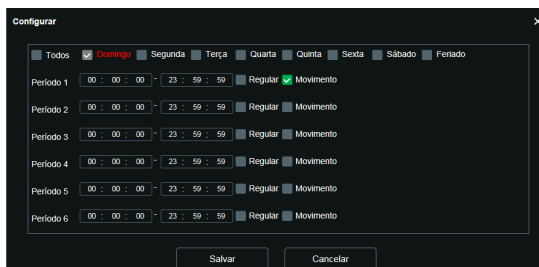 Configurar ×
Todos Domingo Segunda Terça Quarta Quinta Sexta Sábado Feriado
Período 1 00 : 00 : 00 - 23 : 59 : 59 Regular Movimento
Período 2 00 : 00 : 00 - 23 : 59 : 59 Regular Movimento
Período 3 00 : 00 : 00 - 23 : 59 : 59 Regular Movimento
Período 4 00 : 00 : 00 - 23 : 59 : 59 Regular Movimento
Período 5 00 : 00 : 00 - 23 : 59 : 59 Regular Movimento
Período 6 00 : 00 : 00 - 23 : 59 : 59 Regular Movimento
Salvar Cancelar